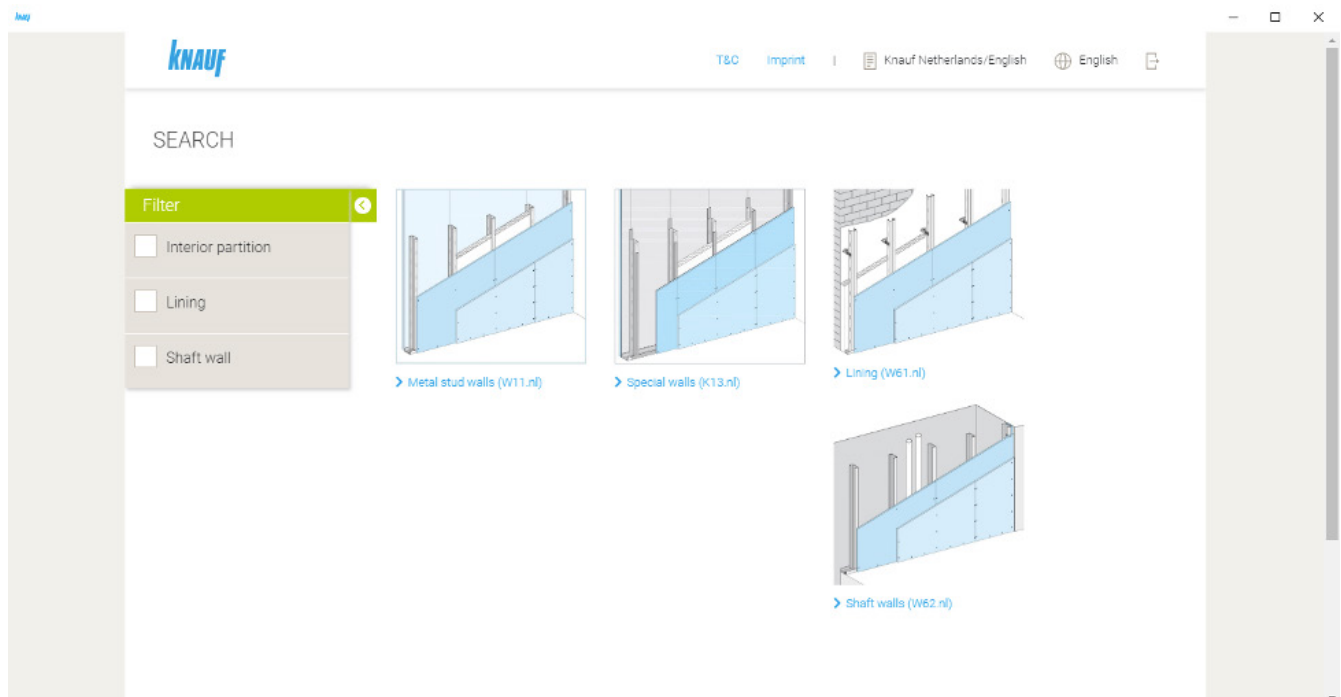 KNAUF
KNAUF
T&C Imprint | Knauf Netherlands/English English
SEARCH
Filter
Interior partition
Lining
Shaft wall
Metal stud walls (W11.nl)
Special walls (K13.nl)
Lining (W61.nl)
Shaft walls (W62.nl)